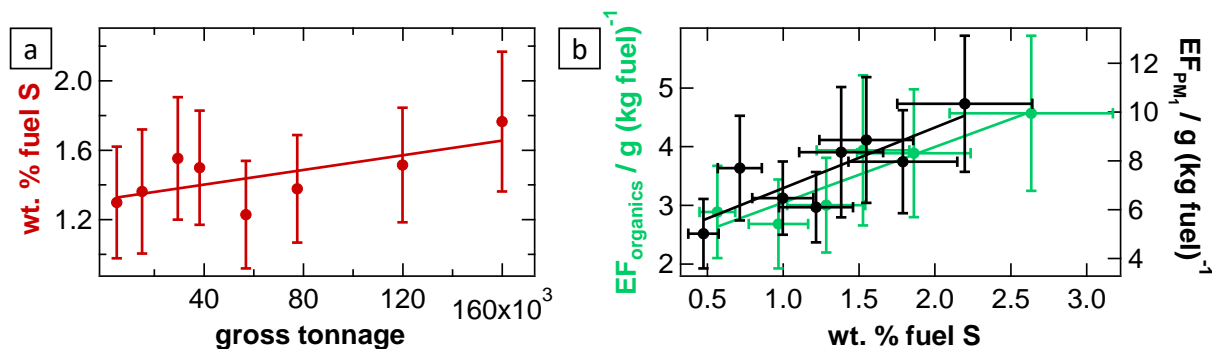 a
wt. % fuel S
2.0
1.6
1.2
40
80
120
160x10³
gross tonnage
b
EF_organics / g (kg fuel)⁻¹
5
4
3
2
0.5
1.0
1.5
2.0
2.5
3.0
wt. % fuel S
12
10
8
6
4
EF_PM₁ / g (kg fuel)⁻¹